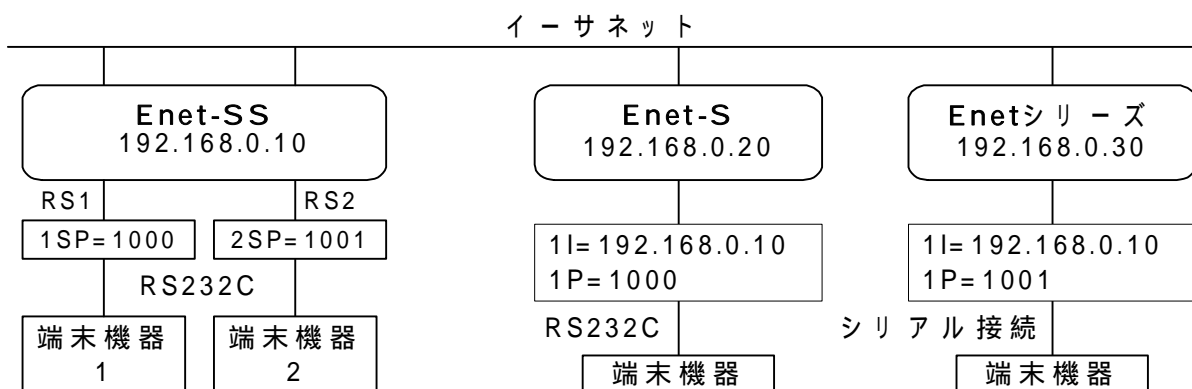 イーサネット
Enet-SS
192.168.0.10
Enet-S
192.168.0.20
Enetシリーズ
192.168.0.30
RS1
RS2
1SP=1000
2SP=1001
1I=192.168.0.10
1P=1000
1I=192.168.0.10
1P=1001
RS232C
RS232C
シリアル接続
端末機器
1
端末機器
2
端末機器
端末機器